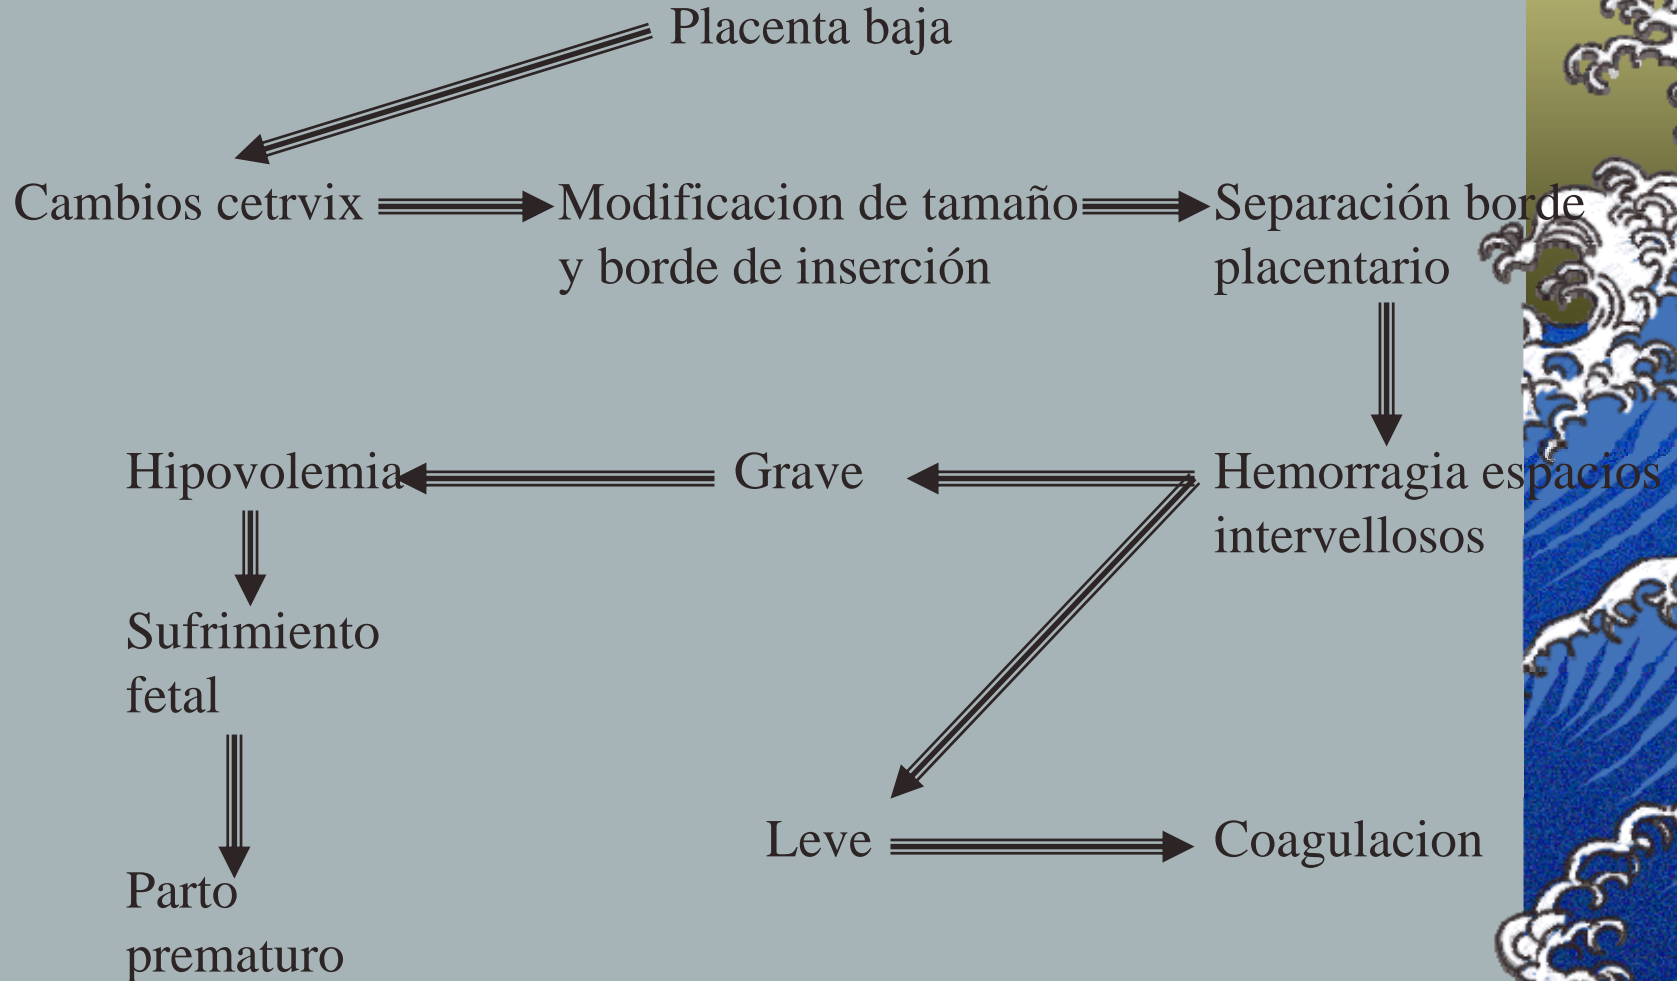 Placenta baja
Cambios cetrvix
Modificacion de tamaño
y borde de inserción
Separación borde
placentario
Hipovolemia
Grave
Hemorragia espacios
intervellosos
Sufrimiento
fetal
Leve
Coagulacion
Parto
prematuro